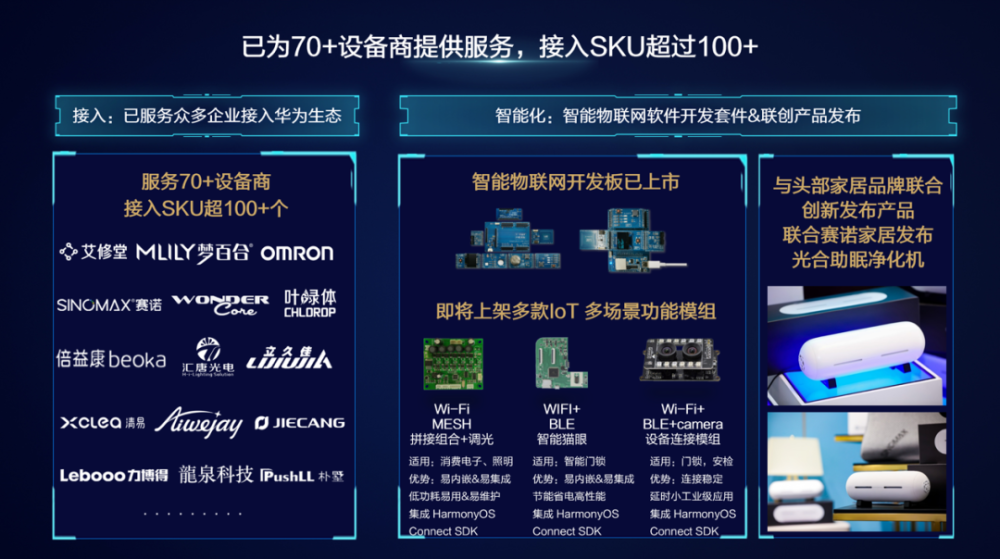 已为70+设备商提供服务，接入SKU超过100+
接入：已服务众多企业接入华为生态
服务70+设备商
接入SKU超100+个
艾修堂 MLILY梦百合® OMRON
SINOMAX®赛诺 WONDER Core 叶绿体 CHLOROP
倍益康beoka 汇唐光电 立久佳 LIJIUJIA
xclea清易 Aiwejay JIECANG
Lebooo力博得 龍泉科技 PushLL 朴墅
· · · · · · · · ·
智能化：智能物联网软件开发套件&联创产品发布
智能物联网开发板已上市
即将上架多款IoT 多场景功能模组
Wi-Fi
MESH
拼接组合+调光
适用：消费电子、照明
优势：易内嵌&易集成
低功耗易用&易维护
集成 HarmonyOS
Connect SDK
WIFI+
BLE
智能猫眼
适用：智能门锁
优势：易内嵌&易集成
节能省电高性能
集成 HarmonyOS
Connect SDK
Wi-Fi+
BLE+camera
设备连接模组
适用：门锁，安检
优势：连接稳定
延时小工业级应用
集成 HarmonyOS
Connect SDK
与头部家居品牌联合
创新发布产品
联合赛诺家居发布
光合助眠净化机